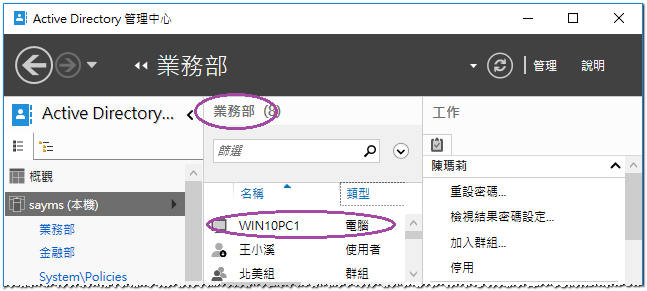 Active Directory 管理中心
業務部
管理
說明
Active Directory...
業務部 (8)
工作
篩選
陳瑪莉
概觀
名稱
類型
重設密碼...
sayms (本機)
WIN10PC1
電腦
檢視結果密碼設定...
業務部
王小溪
使用者
加入群組...
金融部
北美組
群組
停用
System\Policies